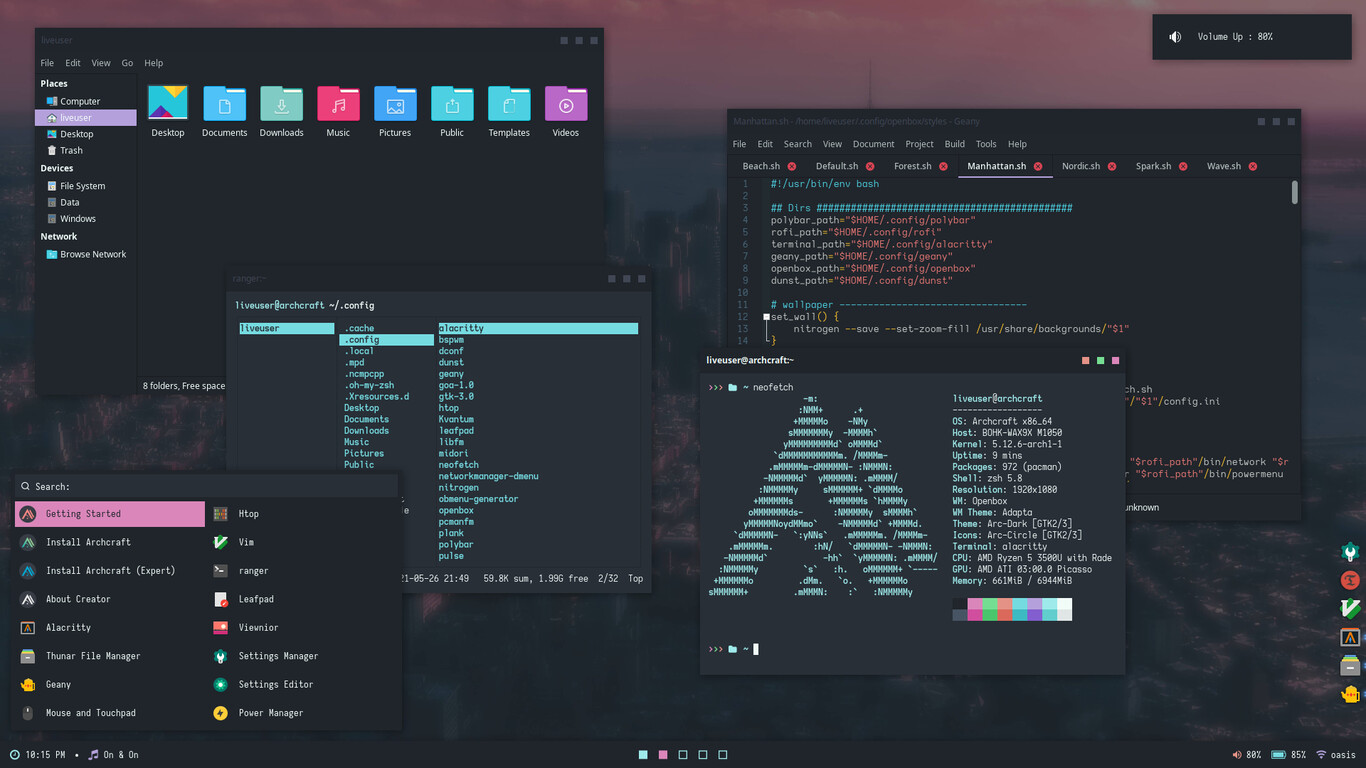 liveuser
File Edit View Go Help
Places
Computer
liveuser
Desktop
Trash
Devices
File System
Data
Windows
Network
Browse Network
Desktop Documents Downloads Music Pictures Public Templates Videos
8 folders, Free space
Volume Up : 80%
Manhattan.sh - /home/liveuser/.config/openbox/styles - Geany
File Edit Search View Document Project Build Tools Help
Beach.sh Default.sh Forest.sh Manhattan.sh Nordic.sh Spark.sh Wave.sh
1 #!/usr/bin/env bash
2
3 ## Dirs #############################################
4 polybar_path="$HOME/.config/polybar"
5 rofi_path="$HOME/.config/rofi"
6 terminal_path="$HOME/.config/alacritty"
7 geany_path="$HOME/.config/geany"
8 openbox_path="$HOME/.config/openbox"
9 dunst_path="$HOME/.config/dunst"
10
11 # wallpaper ---------------------------------
12 set_wall() {
13 nitrogen --save --set-zoom-fill /usr/share/backgrounds/"$1"
14 }
ch.sh
"/"$1"/config.ini
"$rofi_path"/bin/network "$r
r "$rofi_path"/bin/powermenu
unknown
ranger:~
liveuser@archcraft ~/.config
liveuser
.cache
.config
.local
.mpd
.ncmpcpp
.oh-my-zsh
.Xresources.d
Desktop
Documents
Downloads
Music
Pictures
Public
alacritty
bspwm
dconf
dunst
geany
goa-1.0
gtk-3.0
htop
Kvantum
leafpad
libfm
midori
neofetch
networkmanager-dmenu
nitrogen
obmenu-generator
openbox
pcmanfm
plank
polybar
pulse
21-05-26 21:49 59.8K sum, 1.99G free 2/32 Top
liveuser@archcraft:~
>>> ~ neofetch
liveuser@archcraft
------------------
OS: Archcraft x86_64
Host: BOHK-WAX9X M1050
Kernel: 5.12.6-arch1-1
Uptime: 9 mins
Packages: 972 (pacman)
Shell: zsh 5.8
Resolution: 1920x1080
WM: Openbox
WM Theme: Adapta
Theme: Arc-Dark [GTK2/3]
Icons: Arc-Circle [GTK2/3]
Terminal: alacritty
CPU: AMD Ryzen 5 3500U with Rade
GPU: AMD ATI 03:00.0 Picasso
Memory: 661MiB / 6944MiB
>>> ~
Search:
Getting Started
Install Archcraft
Install Archcraft (Expert)
About Creator
Alacritty
Thunar File Manager
Geany
Mouse and Touchpad
Htop
Vim
ranger
Leafpad
Viewnior
Settings Manager
Settings Editor
Power Manager
10:15 PM • On & On
80% 85% oasis